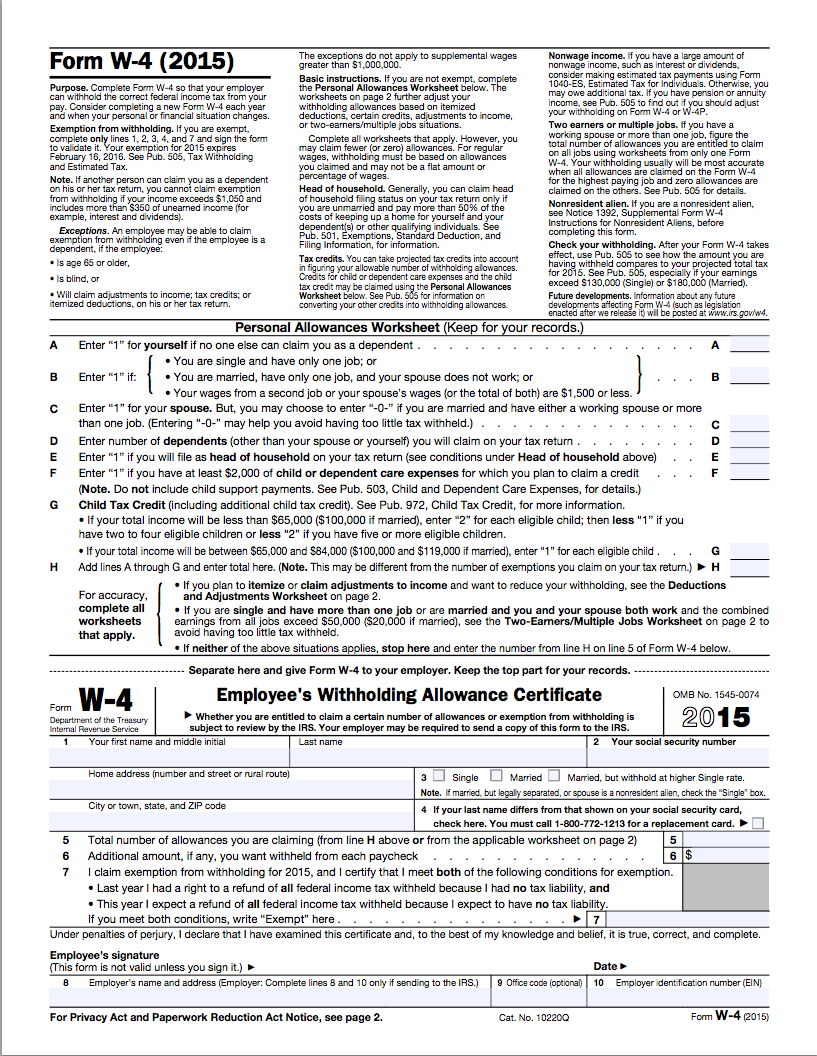 Form W-4 (2015)
Purpose. Complete Form W-4 so that your employer
can withhold the correct federal income tax from your
pay. Consider completing a new Form W-4 each year
and when your personal or financial situation changes.
Exemption from withholding. If you are exempt,
complete only lines 1, 2, 3, 4, and 7 and sign the form
to validate it. Your exemption for 2015 expires
February 16, 2016. See Pub. 505, Tax Withholding
and Estimated Tax.
Note. If another person can claim you as a dependent
on his or her tax return, you cannot claim exemption
from withholding if your income exceeds $1,050 and
includes more than $350 of unearned income (for
example, interest and dividends).
Exceptions. An employee may be able to claim
exemption from withholding even if the employee is a
dependent, if the employee:
• Is age 65 or older,
• Is blind, or
• Will claim adjustments to income; tax credits; or
itemized deductions, on his or her tax return.
The exceptions do not apply to supplemental wages
greater than $1,000,000.
Basic instructions. If you are not exempt, complete
the Personal Allowances Worksheet below. The
worksheets on page 2 further adjust your
withholding allowances based on itemized
deductions, certain credits, adjustments to income,
or two-earners/multiple jobs situations.
Complete all worksheets that apply. However, you
may claim fewer (or zero) allowances. For regular
wages, withholding must be based on allowances
you claimed and may not be a flat amount or
percentage of wages.
Head of household. Generally, you can claim head
of household filing status on your tax return only if
you are unmarried and pay more than 50% of the
costs of keeping up a home for yourself and your
dependent(s) or other qualifying individuals. See
Pub. 501, Exemptions, Standard Deduction, and
Filing Information, for information.
Tax credits. You can take projected tax credits into account
in figuring your allowable number of withholding allowances.
Credits for child or dependent care expenses and the child
tax credit may be claimed using the Personal Allowances
Worksheet below. See Pub. 505 for information on
converting your other credits into withholding allowances.
Nonwage income. If you have a large amount of
nonwage income, such as interest or dividends,
consider making estimated tax payments using Form
1040-ES, Estimated Tax for Individuals. Otherwise, you
may owe additional tax. If you have pension or annuity
income, see Pub. 505 to find out if you should adjust
your withholding on Form W-4 or W-4P.
Two earners or multiple jobs. If you have a
working spouse or more than one job, figure the
total number of allowances you are entitled to claim
on all jobs using worksheets from only one Form
W-4. Your withholding usually will be most accurate
when all allowances are claimed on the Form W-4
for the highest paying job and zero allowances are
claimed on the others. See Pub. 505 for details.
Nonresident alien. If you are a nonresident alien,
see Notice 1392, Supplemental Form W-4
Instructions for Nonresident Aliens, before
completing this form.
Check your withholding. After your Form W-4 takes
effect, use Pub. 505 to see how the amount you are
having withheld compares to your projected total tax
for 2015. See Pub. 505, especially if your earnings
exceed $130,000 (Single) or $180,000 (Married).
Future developments. Information about any future
developments affecting Form W-4 (such as legislation
enacted after we release it) will be posted at www.irs.gov/w4.
Personal Allowances Worksheet (Keep for your records.)
A Enter “1” for yourself if no one else can claim you as a dependent . . . . . . . . . . . . . . . . . . A
• You are single and have only one job; or
B Enter “1” if: • You are married, have only one job, and your spouse does not work; or . . . B
• Your wages from a second job or your spouse’s wages (or the total of both) are $1,500 or less.
C Enter “1” for your spouse. But, you may choose to enter “-0-” if you are married and have either a working spouse or more
than one job. (Entering “-0-” may help you avoid having too little tax withheld.) . . . . . . . . . . . . . . C
D Enter number of dependents (other than your spouse or yourself) you will claim on your tax return . . . . . . . . D
E Enter “1” if you will file as head of household on your tax return (see conditions under Head of household above) . . E
F Enter “1” if you have at least $2,000 of child or dependent care expenses for which you plan to claim a credit . . . F
(Note. Do not include child support payments. See Pub. 503, Child and Dependent Care Expenses, for details.)
G Child Tax Credit (including additional child tax credit). See Pub. 972, Child Tax Credit, for more information.
• If your total income will be less than $65,000 ($100,000 if married), enter “2” for each eligible child; then less “1” if you
have two to four eligible children or less “2” if you have five or more eligible children.
• If your total income will be between $65,000 and $84,000 ($100,000 and $119,000 if married), enter “1” for each eligible child . . . G
H Add lines A through G and enter total here. (Note. This may be different from the number of exemptions you claim on your tax return.) ▶ H
For accuracy,
complete all
worksheets
that apply.
• If you plan to itemize or claim adjustments to income and want to reduce your withholding, see the Deductions
and Adjustments Worksheet on page 2.
• If you are single and have more than one job or are married and you and your spouse both work and the combined
earnings from all jobs exceed $50,000 ($20,000 if married), see the Two-Earners/Multiple Jobs Worksheet on page 2 to
avoid having too little tax withheld.
• If neither of the above situations applies, stop here and enter the number from line H on line 5 of Form W-4 below.
Separate here and give Form W-4 to your employer. Keep the top part for your records.
Form W-4
Department of the Treasury
Internal Revenue Service
Employee's Withholding Allowance Certificate
▶ Whether you are entitled to claim a certain number of allowances or exemption from withholding is
subject to review by the IRS. Your employer may be required to send a copy of this form to the IRS.
OMB No. 1545-0074
2015
1 Your first name and middle initial
Last name
2 Your social security number
Home address (number and street or rural route)
3 Single Married Married, but withhold at higher Single rate.
Note. If married, but legally separated, or spouse is a nonresident alien, check the “Single” box.
City or town, state, and ZIP code
4 If your last name differs from that shown on your social security card,
check here. You must call 1-800-772-1213 for a replacement card. ▶
5 Total number of allowances you are claiming (from line H above or from the applicable worksheet on page 2) 5
6 Additional amount, if any, you want withheld from each paycheck . . . . . . . . . . . . . . 6 $
7 I claim exemption from withholding for 2015, and I certify that I meet both of the following conditions for exemption.
• Last year I had a right to a refund of all federal income tax withheld because I had no tax liability, and
• This year I expect a refund of all federal income tax withheld because I expect to have no tax liability.
If you meet both conditions, write “Exempt” here . . . . . . . . . . . . . . . ▶ 7
Under penalties of perjury, I declare that I have examined this certificate and, to the best of my knowledge and belief, it is true, correct, and complete.
Employee's signature
(This form is not valid unless you sign it.) ▶
Date ▶
8 Employer's name and address (Employer: Complete lines 8 and 10 only if sending to the IRS.)
9 Office code (optional)
10 Employer identification number (EIN)
For Privacy Act and Paperwork Reduction Act Notice, see page 2.
Cat. No. 10220Q
Form W-4 (2015)